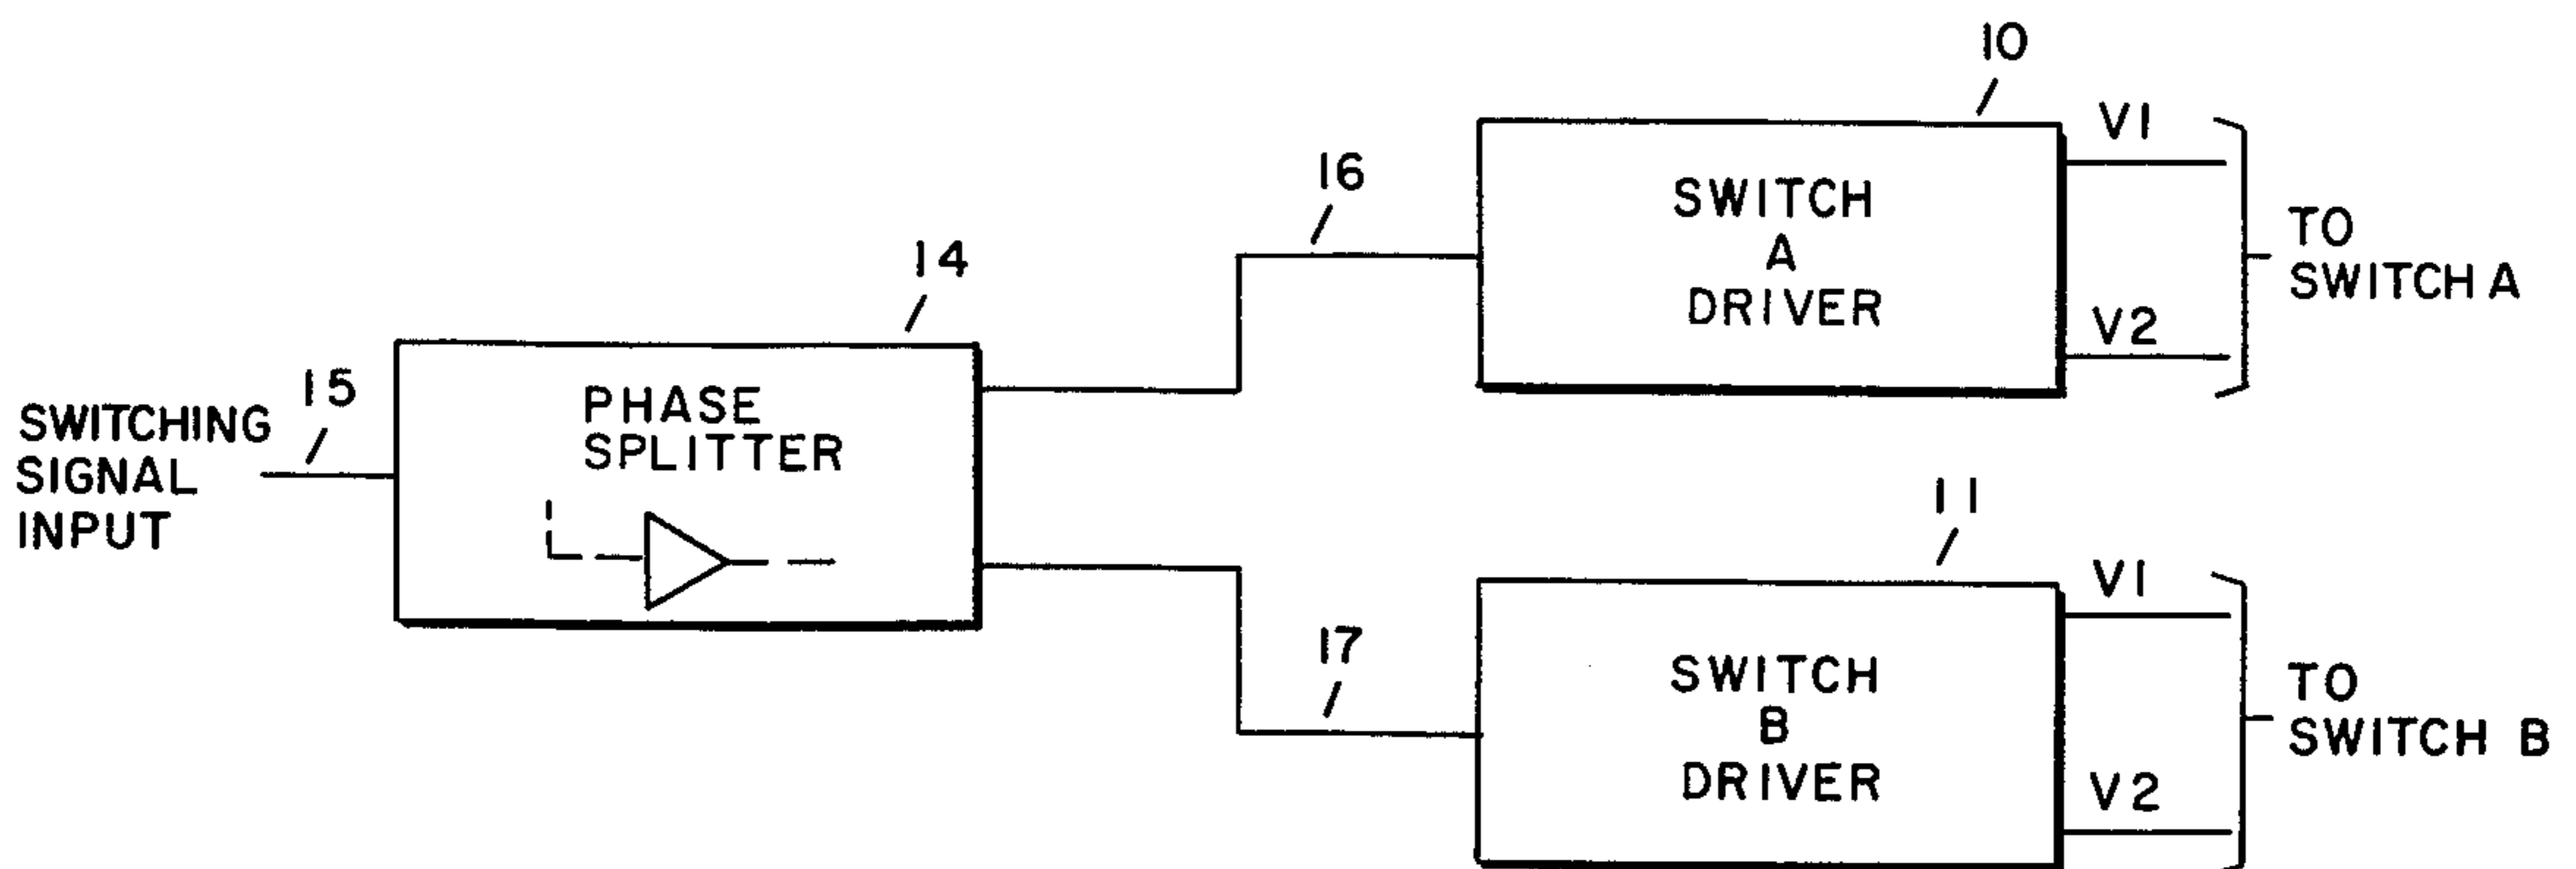 SWITCHING
SIGNAL
INPUT
15
14
PHASE
SPLITTER
16
17
10
SWITCH
A
DRIVER
V1
V2
TO
SWITCH A
11
SWITCH
B
DRIVER
V1
V2
TO
SWITCH B